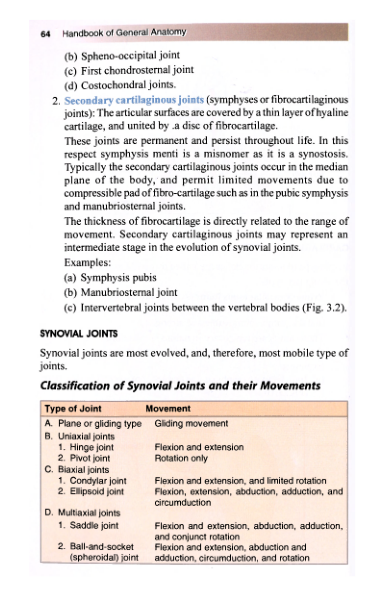 64 Handbook of General Anatomy
(b) Spheno-occipital joint
(c) First chondrosternal joint
(d) Costochondral joints.
2. Secondary cartilaginous joints (symphyses or fibrocartilaginous
joints): The articular surfaces are covered by a thin layer of hyaline
cartilage, and united by .a disc of fibrocartilage.
These joints are permanent and persist throughout life. In this
respect symphysis menti is a misnomer as it is a synostosis.
Typically the secondary cartilaginous joints occur in the median
plane of the body, and permit limited movements due to
compressible pad of fibro-cartilage such as in the pubic symphysis
and manubriosternal joints.
The thickness of fibrocartilage is directly related to the range of
movement. Secondary cartilaginous joints may represent an
intermediate stage in the evolution of synovial joints.
Examples:
(a) Symphysis pubis
(b) Manubriosternal joint
(c) Intervertebral joints between the vertebral bodies (Fig. 3.2).
SYNOVIAL JOINTS
Synovial joints are most evolved, and, therefore, most mobile type of
joints.
Classification of Synovial Joints and their Movements
Type of Joint Movement
A. Plane or gliding type Gliding movement
B. Uniaxial joints
1. Hinge joint Flexion and extension
2. Pivot joint Rotation only
C. Biaxial joints
1. Condylar joint Flexion and extension, and limited rotation
2. Ellipsoid joint Flexion, extension, abduction, adduction, and
circumduction
D. Multiaxial joints
1. Saddle joint Flexion and extension, abduction, adduction,
and conjunct rotation
2. Ball-and-socket Flexion and extension, abduction and
(spheroidal) joint adduction, circumduction, and rotation